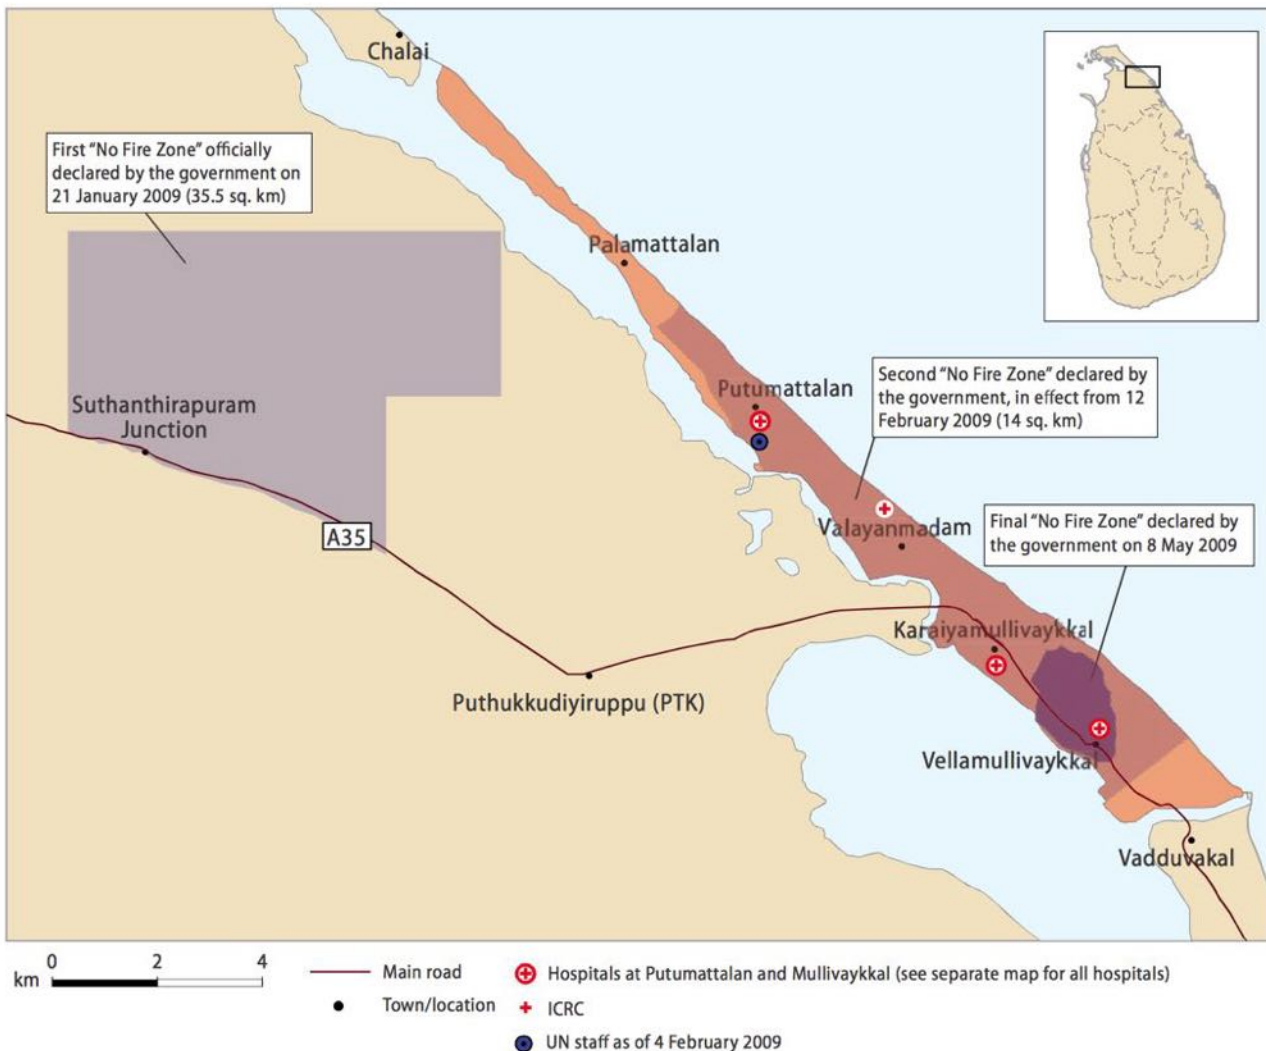 Chalai
First “No Fire Zone” officially
declared by the government on
21 January 2009 (35.5 sq. km)
Palamattalan
Suthanthirapuram
Junction
Putumattalan
Second “No Fire Zone” declared by
the government, in effect from 12
February 2009 (14 sq. km)
A35
Valayanmadam
Final “No Fire Zone” declared by
the government on 8 May 2009
Karaiyamullivaykkal
Puthukkudiyiruppu (PTK)
Vellamullivaykkal
Vadduvakal
0 2 4
km
Main road
Town/location
Hospitals at Putumattalan and Mullivaykkal (see separate map for all hospitals)
ICRC
UN staff as of 4 February 2009